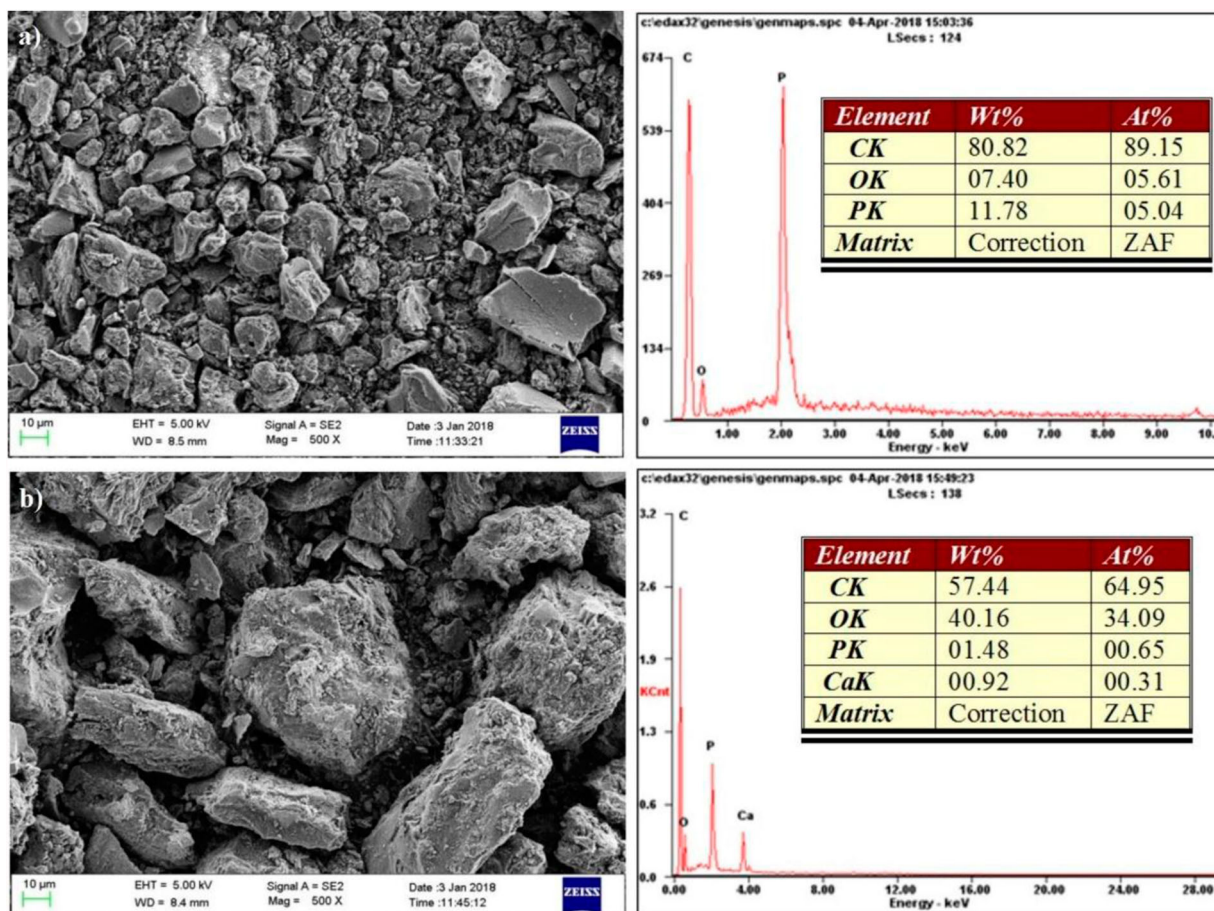 a)
10 µm
EHT = 5.00 kV
WD = 8.5 mm
Signal A = SE2
Mag = 500 X
Date :3 Jan 2018
Time :11:33:21
ZEISS
c:\edax32\genesis\genmaps.spc 04-Apr-2018 15:03:36
LSecs : 124
674
539
404
269
134
0
C
O
P
1.00 2.00 3.00 4.00 5.00 6.00 7.00 8.00 9.00 10.
Energy - keV
Element Wt% At%
CK 80.82 89.15
OK 07.40 05.61
PK 11.78 05.04
Matrix Correction ZAF
b)
10 µm
EHT = 5.00 kV
WD = 8.4 mm
Signal A = SE2
Mag = 500 X
Date :3 Jan 2018
Time :11:45:12
ZEISS
c:\edax32\genesis\genmaps.spc 04-Apr-2018 15:49:23
LSecs : 138
3.2
2.6
1.9
KCnt
1.3
0.6
0.0
C
O
P
Ca
0.00 4.00 8.00 12.00 16.00 20.00 24.00 28.00
Energy - keV
Element Wt% At%
CK 57.44 64.95
OK 40.16 34.09
PK 01.48 00.65
CaK 00.92 00.31
Matrix Correction ZAF